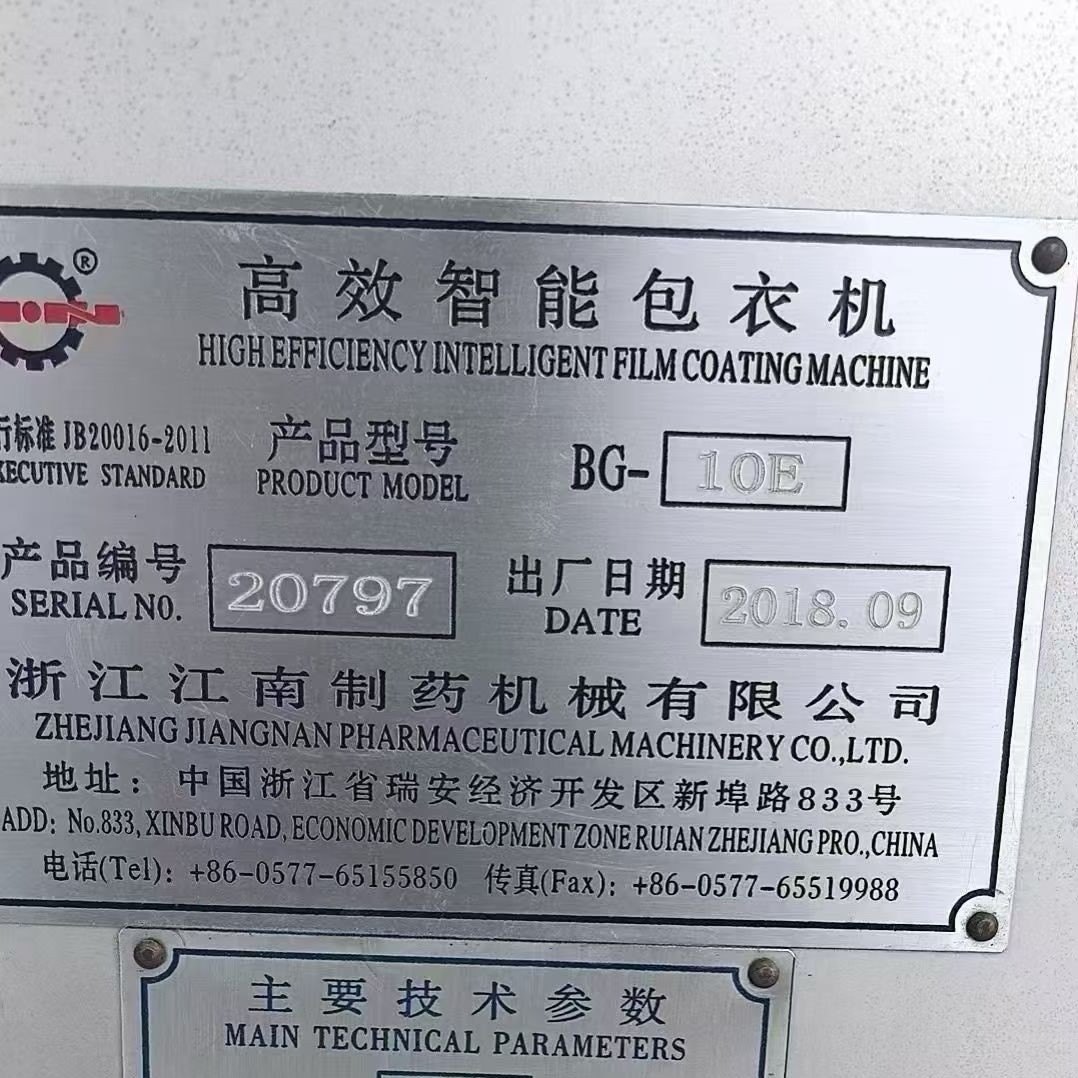 ®
高效智能包衣机
HIGH EFFICIENCY INTELLIGENT FILM COATING MACHINE
行标准 JB20016-2011 产品型号 BG- 10E
EXECUTIVE STANDARD PRODUCT MODEL
产品编号 20797 出厂日期 2018.09
SERIAL NO. DATE
浙江江南制药机械有限公司
ZHEJIANG JIANGNAN PHARMACEUTICAL MACHINERY CO.,LTD.
地址：中国浙江省瑞安经济开发区新埠路833号
ADD: No.833, XINBU ROAD, ECONOMIC DEVELOPMENT ZONE RUIAN ZHEJIANG PRO.,CHINA
电话(Tel): +86-0577-65155850 传真(Fax): +86-0577-65519988
主要技术参数
MAIN TECHNICAL PARAMETERS